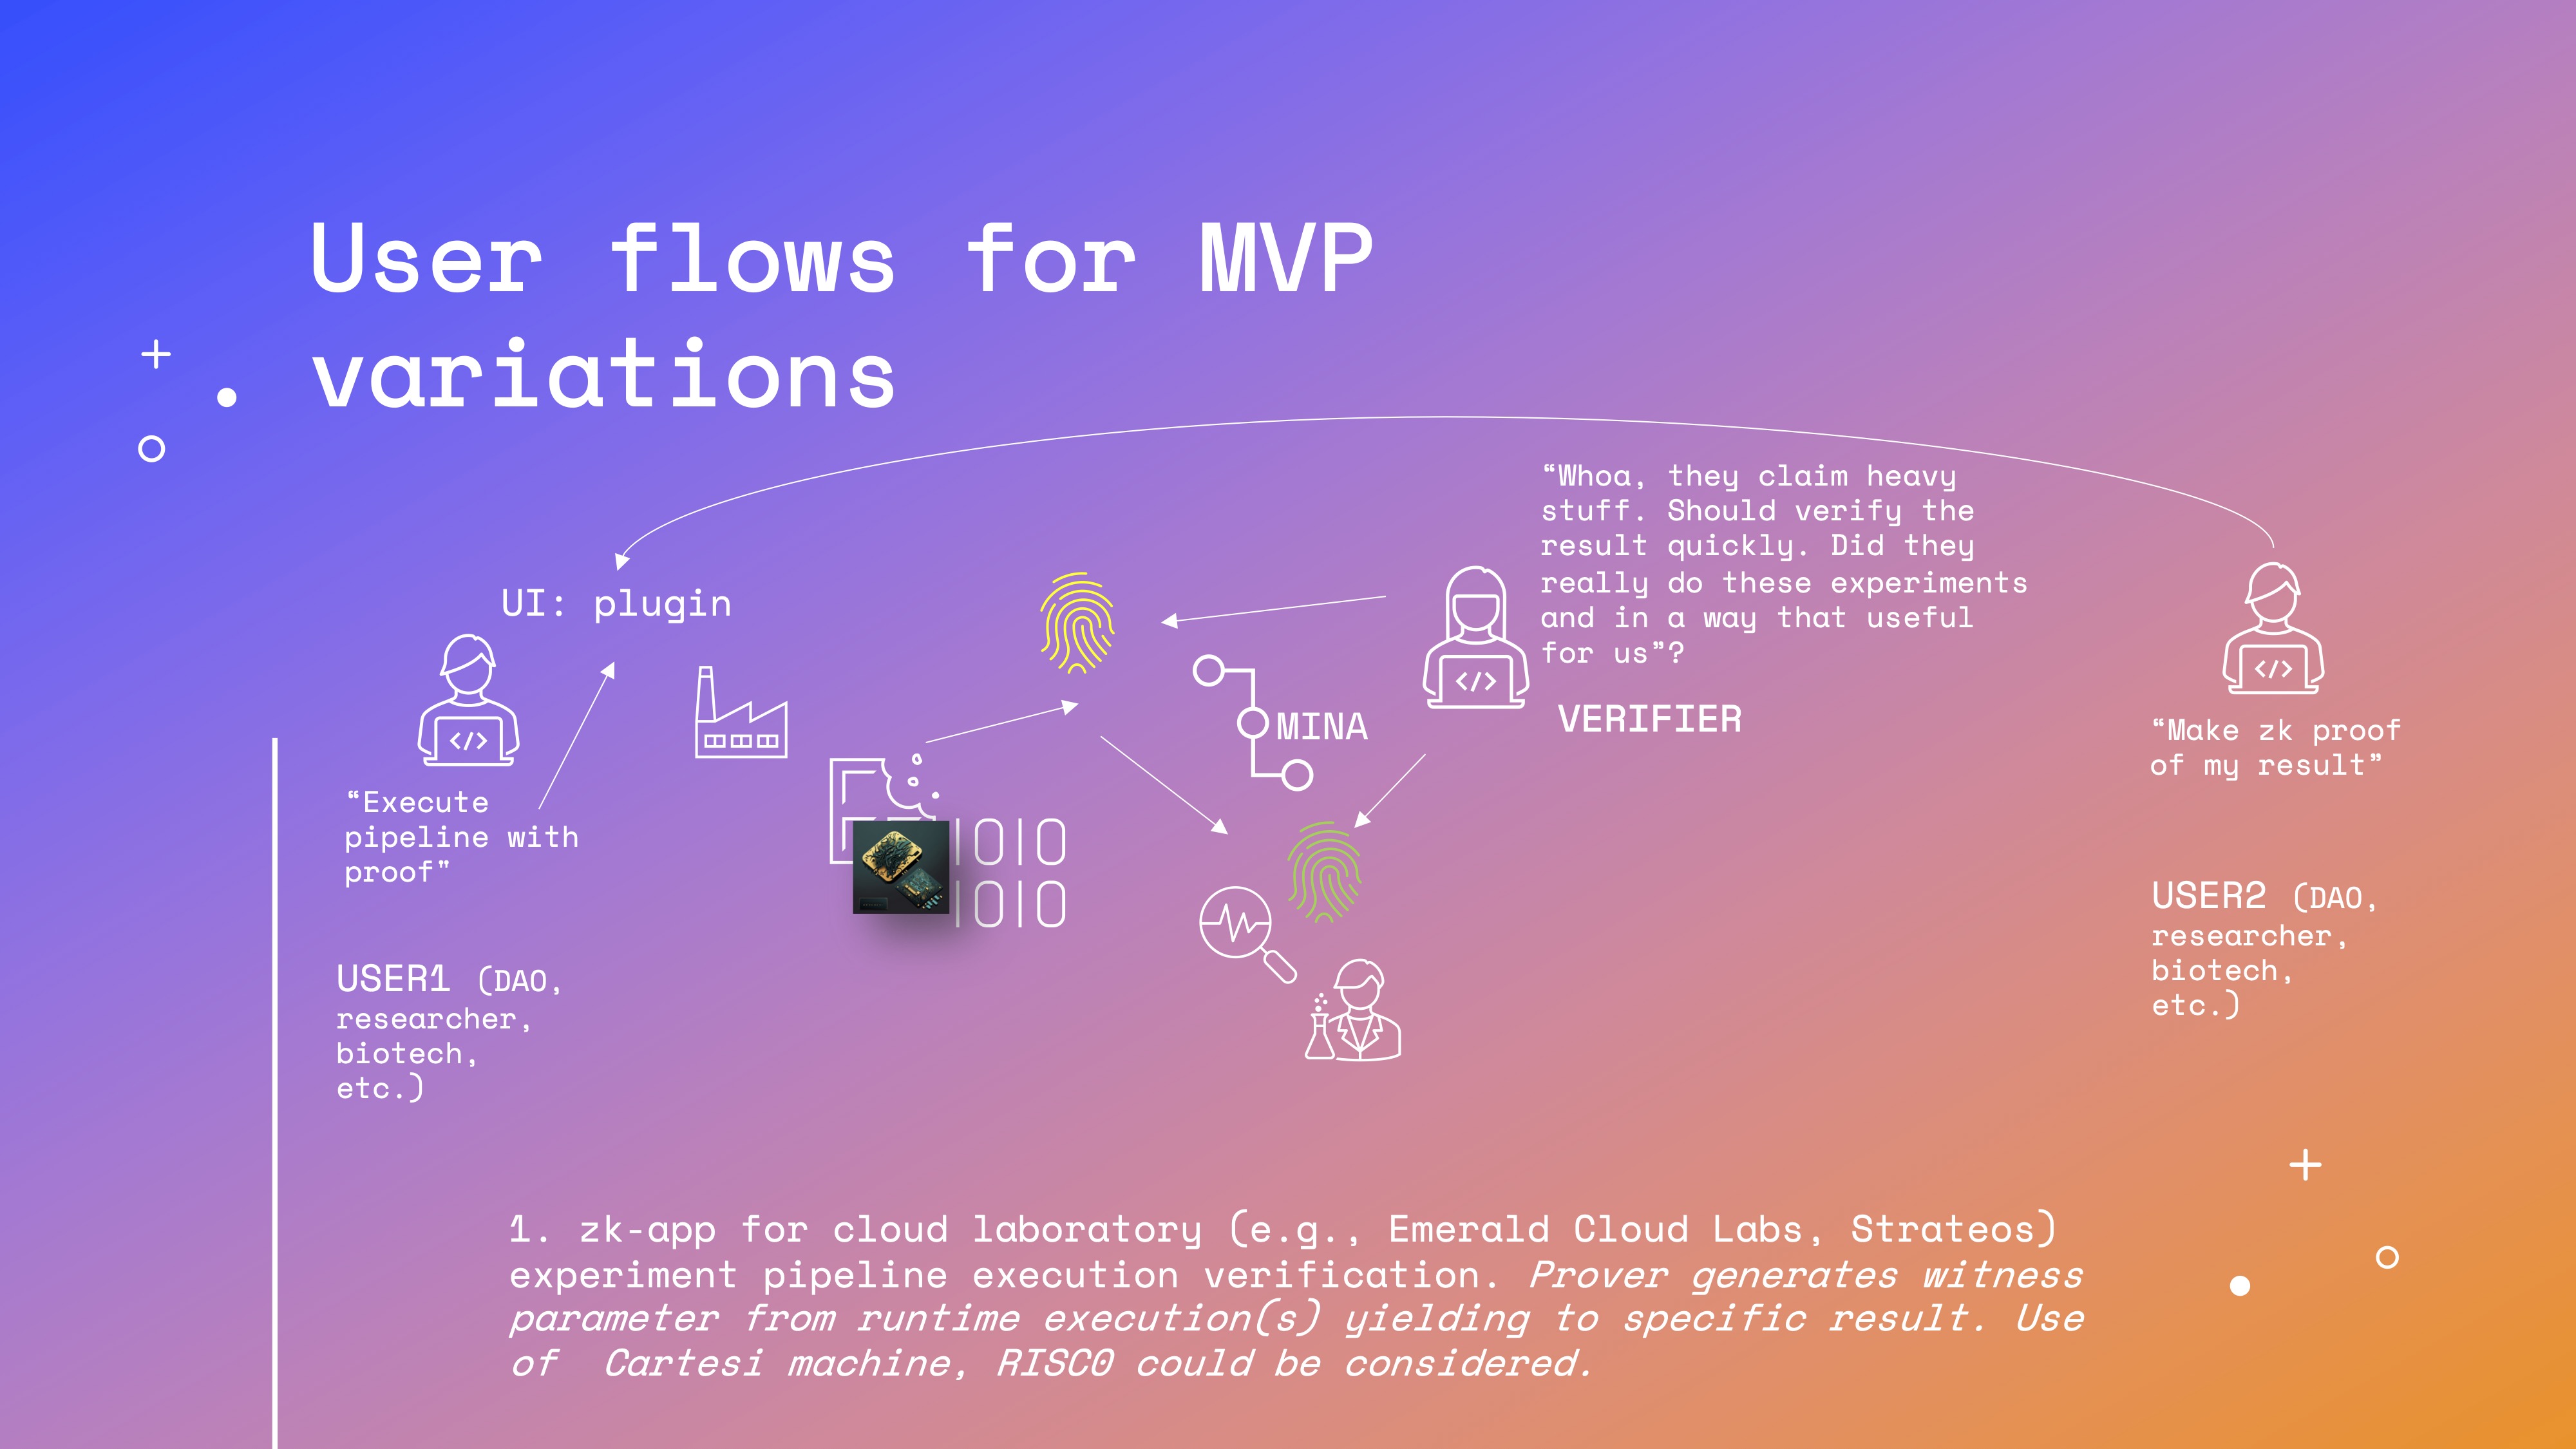 User flows for MVP
variations
“Whoa, they claim heavy
stuff. Should verify the
result quickly. Did they
really do these experiments
and in a way that useful
for us”?
UI: plugin
MINA
VERIFIER
“Make zk proof
of my result”
“Execute
pipeline with
proof"
1010
1010
USER2 (DAO,
researcher,
biotech,
etc.)
USER1 (DAO,
researcher,
biotech,
etc.)
1. zk-app for cloud laboratory (e.g., Emerald Cloud Labs, Strateos)
experiment pipeline execution verification. Prover generates witness
parameter from runtime execution(s) yielding to specific result. Use
of  Cartesi machine, RISC0 could be considered.